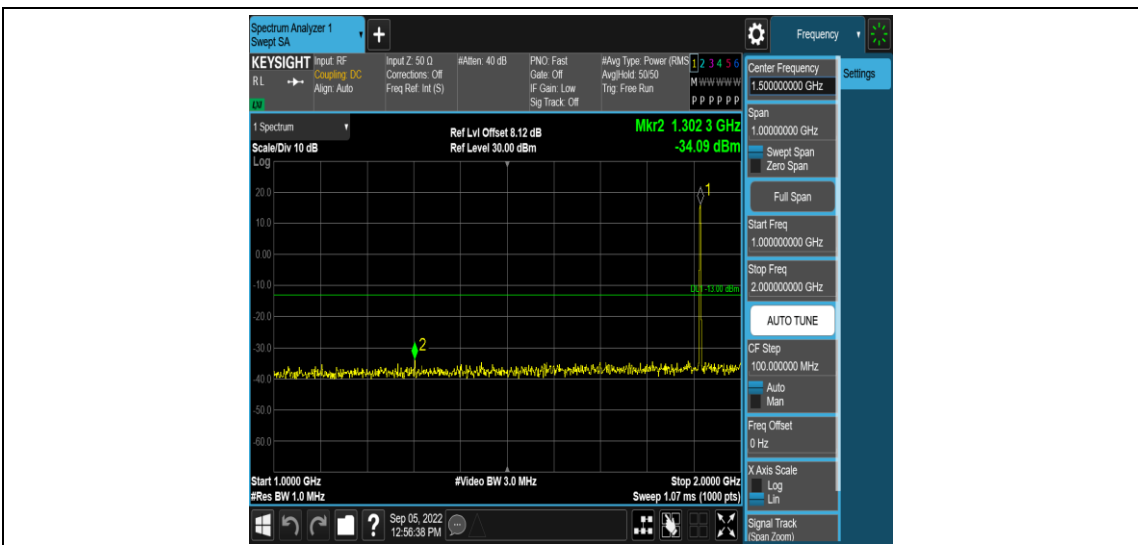 Spectrum Analyzer 1
Swept SA
+
Frequency
KEYSIGHT
RL
LXI
Input: RF
Coupling: DC
Align: Auto
Input Z: 50 Ω
Corrections: Off
Freq Ref: Int (S)
#Atten: 40 dB
PNO: Fast
Gate: Off
IF Gain: Low
Sig Track: Off
#Avg Type: Power (RMS
Avg|Hold: 50/50
Trig: Free Run
1 2 3 4 5 6
M W W W W W
P P P P P P
Center Frequency
1.500000000 GHz
Settings
Span
1.00000000 GHz
Swept Span
Zero Span
Full Span
Start Freq
1.000000000 GHz
Stop Freq
2.000000000 GHz
AUTO TUNE
CF Step
100.000000 MHz
Auto
Man
Freq Offset
0 Hz
X Axis Scale
Log
Lin
Signal Track
(Span Zoom)
1 Spectrum
Scale/Div 10 dB
Log
Ref Lvl Offset 8.12 dB
Ref Level 30.00 dBm
Mkr2 1.302 3 GHz
-34.09 dBm
1
20.0
10.0
0.00
-10.0
DL1 -13.00 dBm
-20.0
-30.0
2
-40.0
-50.0
-60.0
Start 1.0000 GHz
#Video BW 3.0 MHz
Stop 2.0000 GHz
#Res BW 1.0 MHz
Sweep 1.07 ms (1000 pts)
?
Sep 05, 2022
12:56:38 PM